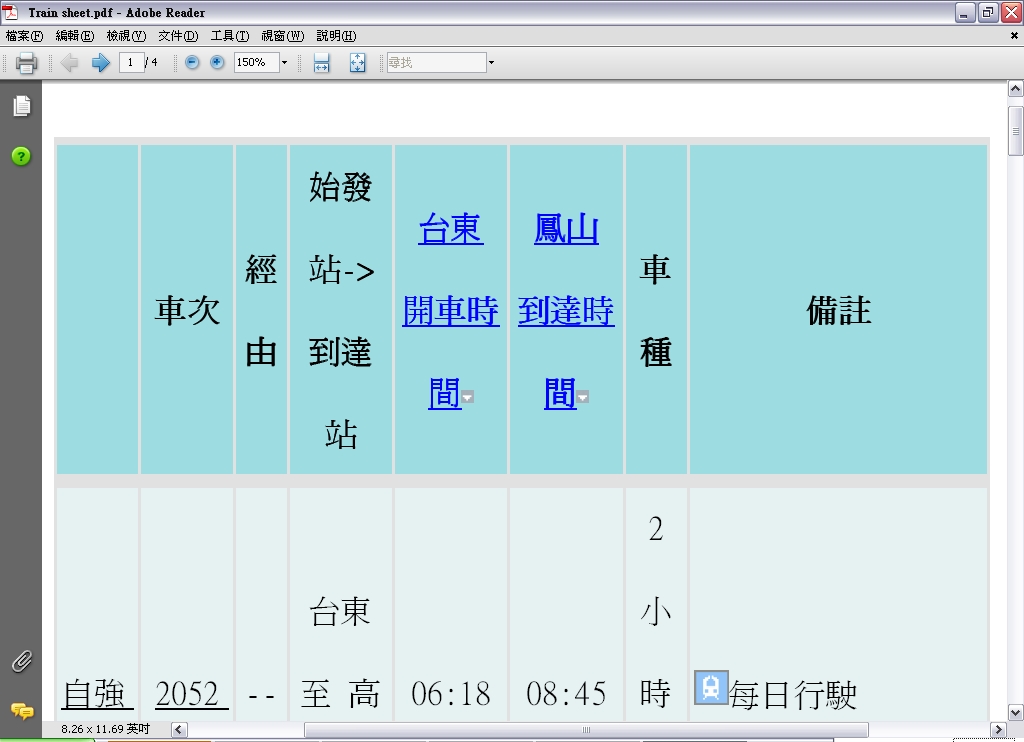 Train sheet.pdf - Adobe Reader
檔案(F) 編輯(E) 檢視(V) 文件(D) 工具(T) 視窗(W) 說明(H)
1 / 4 150% 尋找
車次
經
由
始發
站->
到達
站
台東
開車時
間
鳳山
到達時
間
車
種
備註
自強 2052 --
台東
至 高
06:18 08:45
2
小
時
每日行駛
8.26 x 11.69 英吋